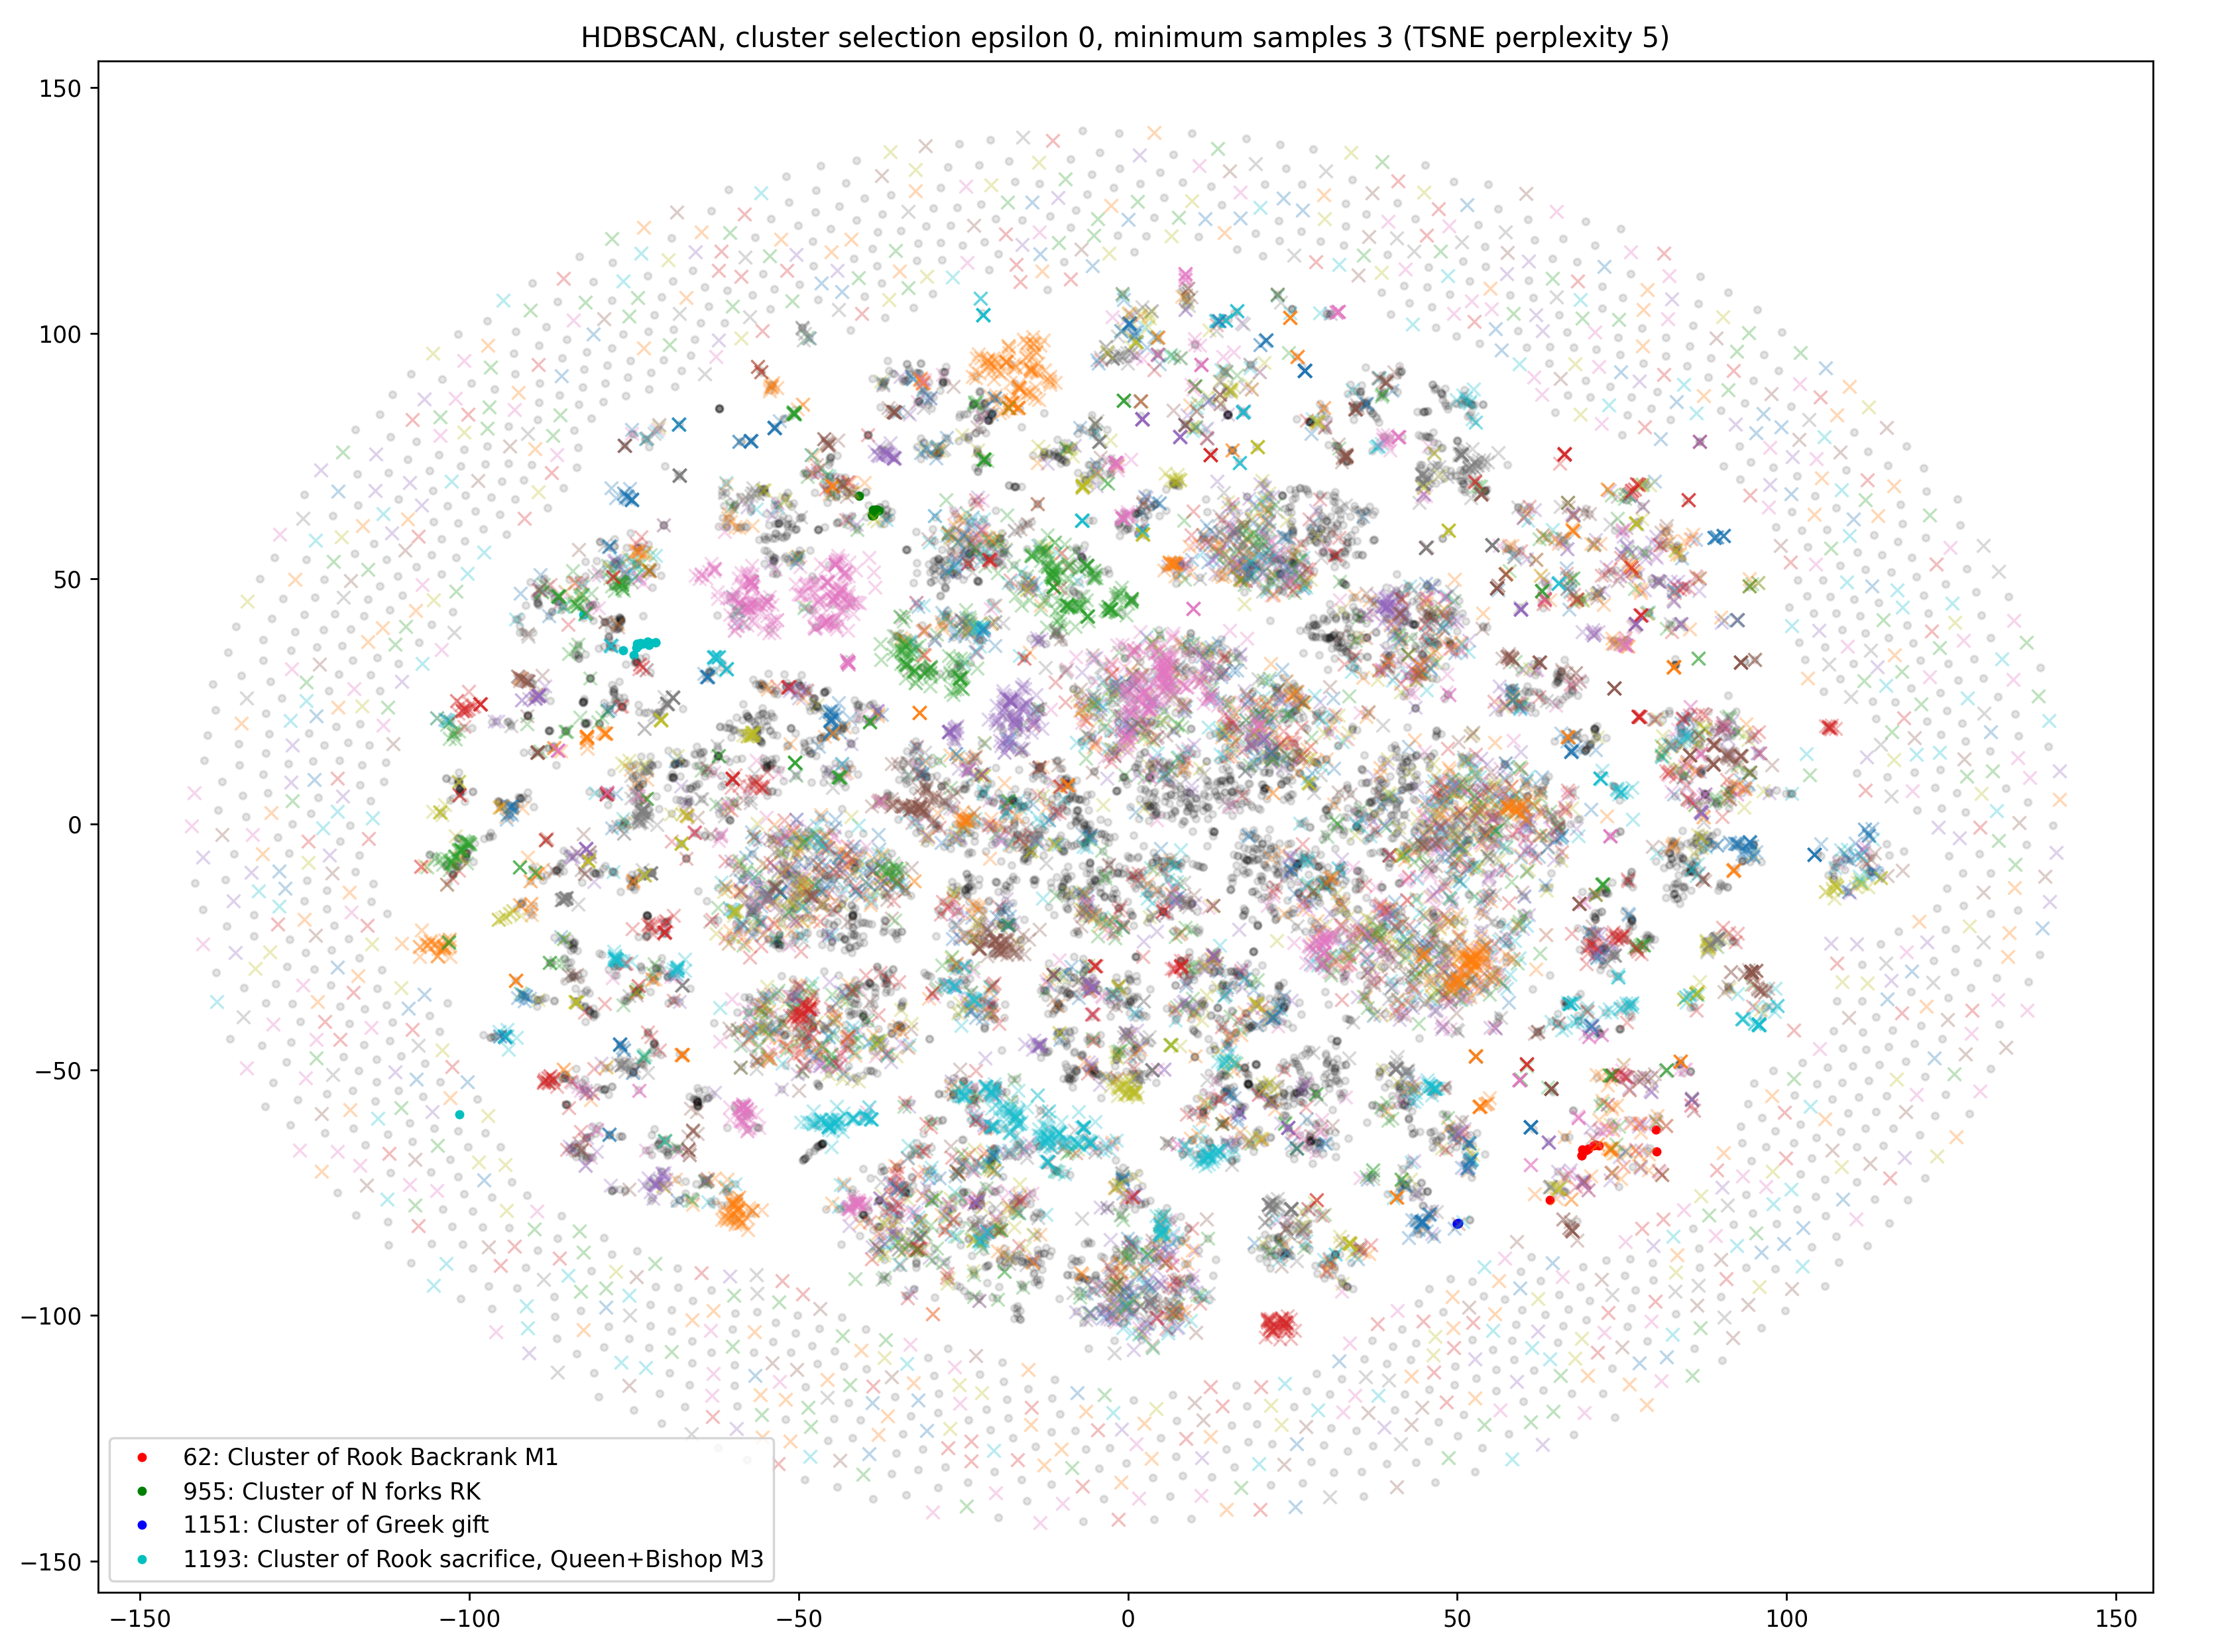 HDBSCAN, cluster selection epsilon 0, minimum samples 3 (TSNE perplexity 5)
150
100
50
0
−50
−100
−150
62: Cluster of Rook Backrank M1
955: Cluster of N forks RK
1151: Cluster of Greek gift
1193: Cluster of Rook sacrifice, Queen+Bishop M3
−150 −100 −50 0 50 100 150